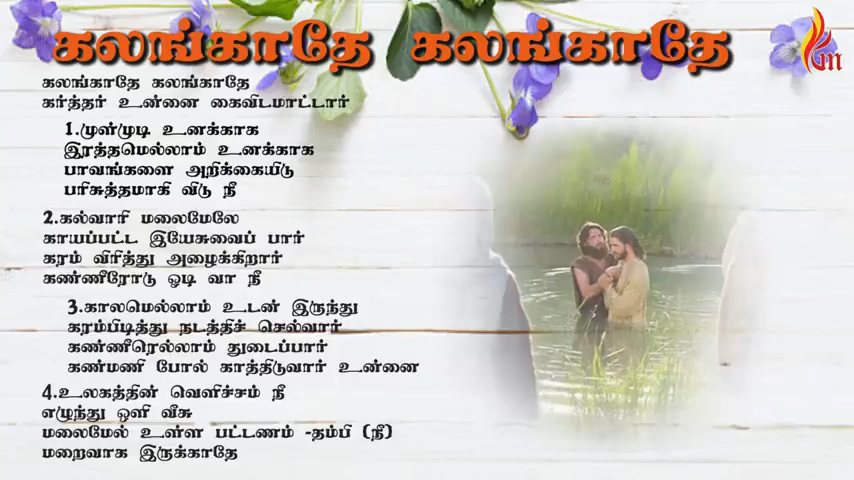 கலங்காதே கலங்காதே
கலங்காதே கலங்காதே
கர்த்தர் உன்னை கைவிடமாட்டார்
1.முள்முடி உனக்காக
இரத்தமெல்லாம் உனக்காக
பாவங்களை அறிக்கையிடு
பரிசுத்தமாகி விடு நீ
2.கல்வாரி மலைமேலே
காயப்பட்ட இயேசுவைப் பார்
கரம் விரித்து அழைக்கிறார்
கண்ணீரோடு ஓடி வா நீ
3.காலமெல்லாம் உடன் இருந்து
கரம்பிடித்து நடத்திச் செல்வார்
கண்ணீரெல்லாம் துடைப்பார்
கண்மணி போல் காத்திடுவார் உன்னை
4.உலகத்தின் வெளிச்சம் நீ
எழுந்து ஒளி வீசு
மலைமேல் உள்ள பட்டணம் -தம்பி (நீ)
மறைவாக இருக்காதே